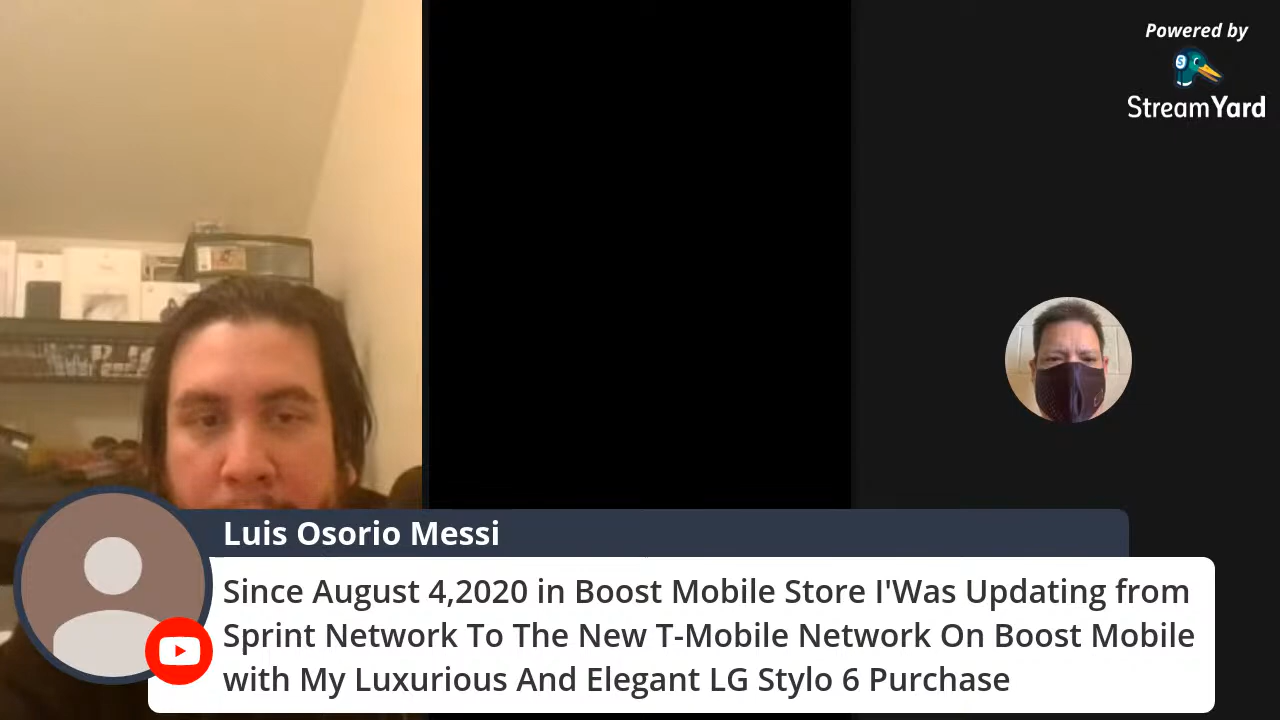 Powered by
StreamYard
Luis Osorio Messi
Since August 4,2020 in Boost Mobile Store I'Was Updating from
Sprint Network To The New T-Mobile Network On Boost Mobile
with My Luxurious And Elegant LG Stylo 6 Purchase